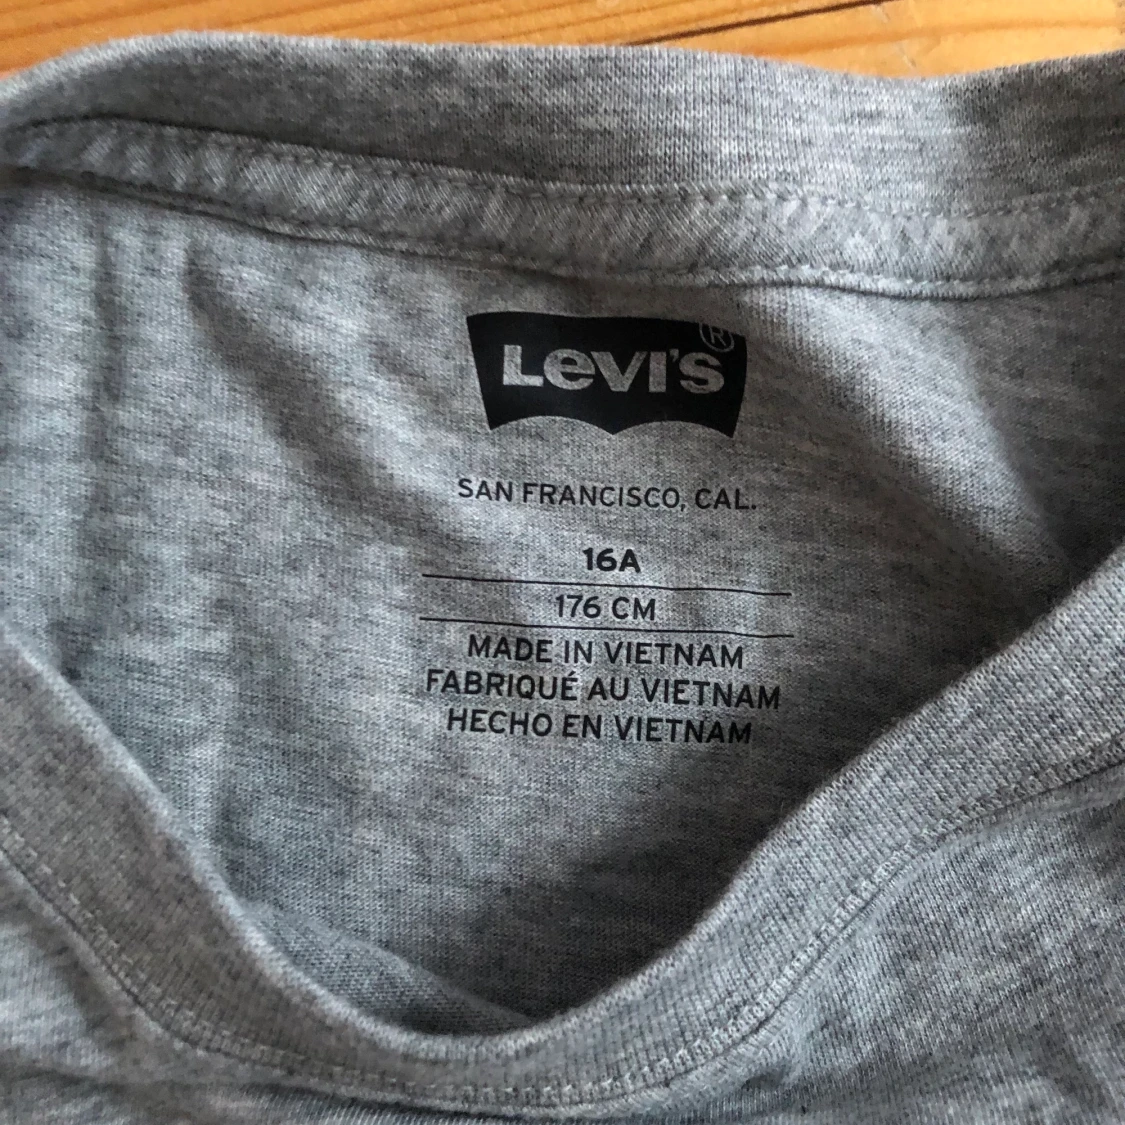 Levi's®
SAN FRANCISCO, CAL.
16A
176 CM
MADE IN VIETNAM
FABRIQUÉ AU VIETNAM
HECHO EN VIETNAM